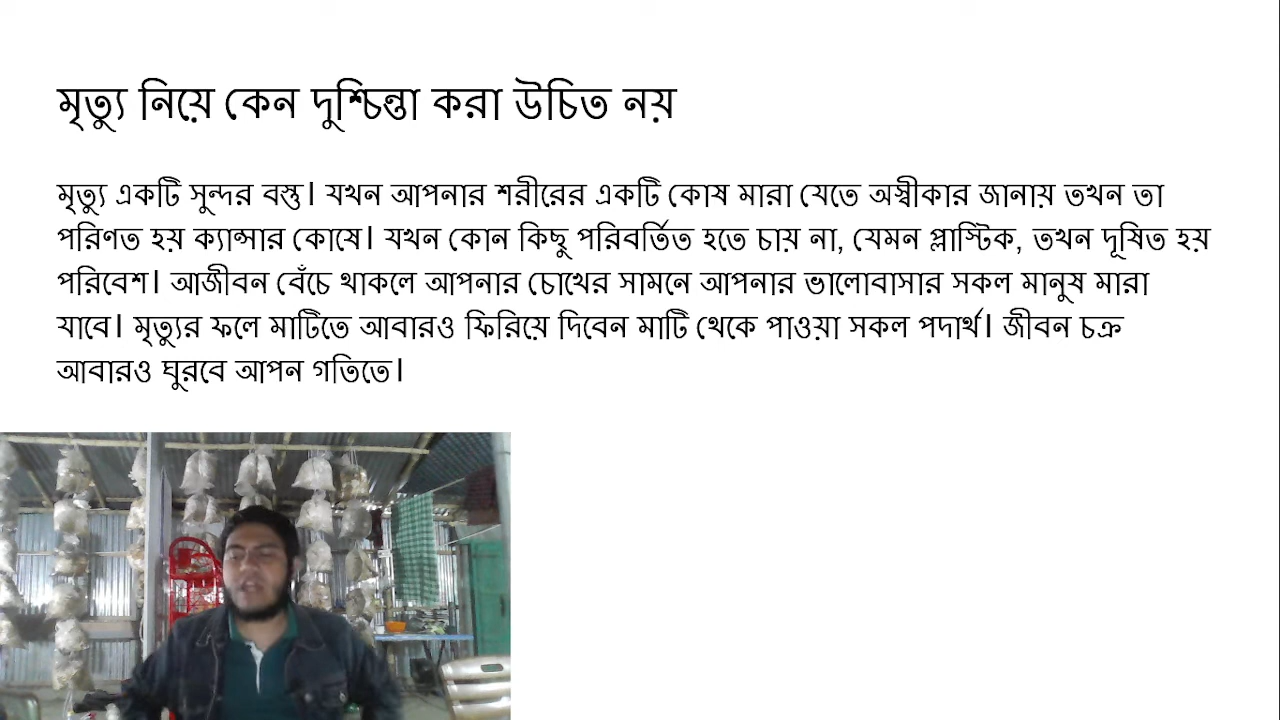 মৃত্যু নিয়ে কেন দুশ্চিন্তা করা উচিত নয়
মৃত্যু একটি সুন্দর বস্তু। যখন আপনার শরীরের একটি কোষ মারা যেতে অস্বীকার জানায় তখন তা
পরিণত হয় ক্যান্সার কোষে। যখন কোন কিছু পরিবর্তিত হতে চায় না, যেমন প্লাস্টিক, তখন দূষিত হয়
পরিবেশ। আজীবন বেঁচে থাকলে আপনার চোখের সামনে আপনার ভালোবাসার সকল মানুষ মারা
যাবে। মৃত্যুর ফলে মাটিতে আবারও ফিরিয়ে দিবেন মাটি থেকে পাওয়া সকল পদার্থ। জীবন চক্র
আবারও ঘুরবে আপন গতিতে।